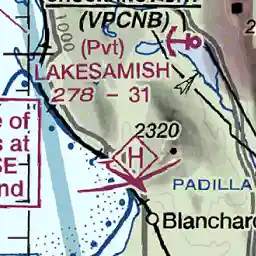 (VPCNB)
(Pvt)
LAKESAMISH
278 - 31
1000
2320
e of
s at
SE
nd
H
PADILLA
Blanchard